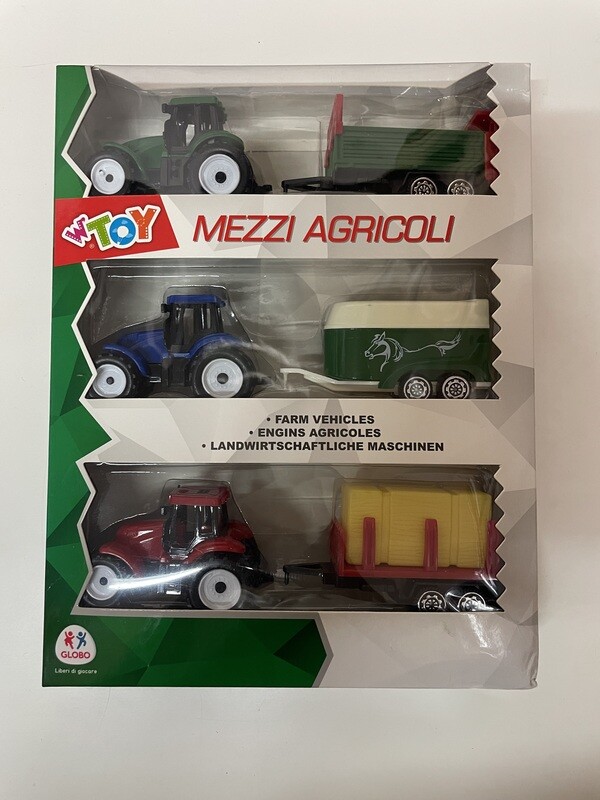 W TOY
MEZZI AGRICOLI
• FARM VEHICLES
• ENGINS AGRICOLES
• LANDWIRTSCHAFTLICHE MASCHINEN
GLOBO
Liberi di giocare